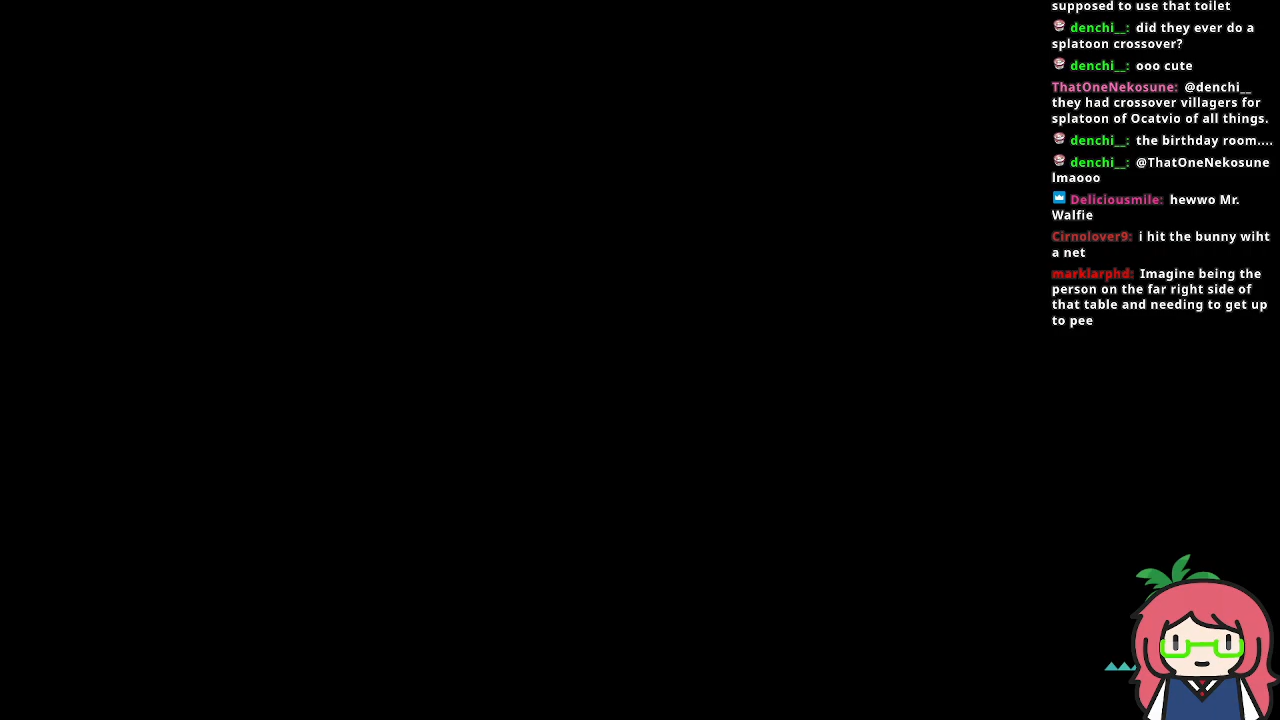 supposed to use that toilet
denchi__: did they ever do a
splatoon crossover?
denchi__: ooo cute
ThatOneNekosune: @denchi__
they had crossover villagers for
splatoon of Ocatvio of all things.
denchi__: the birthday room....
denchi__: @ThatOneNekosune
lmaooo
Deliciousmile: hewwo Mr.
Walfie
Cirnolover9: i hit the bunny wiht
a net
marklarphd: Imagine being the
person on the far right side of
that table and needing to get up
to pee